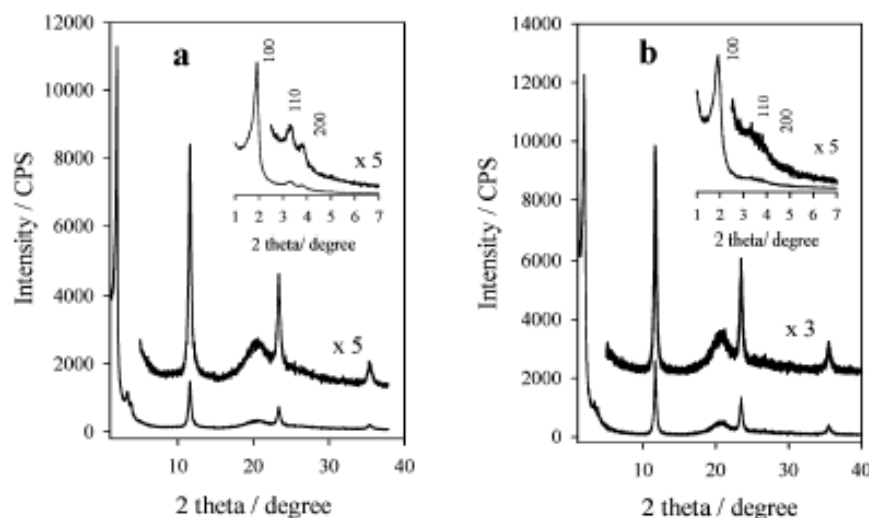 12000
10000
8000
6000
4000
2000
0
Intensity / CPS
a
100
110
200
x 5
1 2 3 4 5 6 7
2 theta/ degree
x 5
10 20 30 40
2 theta / degree
14000
12000
10000
8000
6000
4000
2000
0
Intensity / CPS
b
100
110
200
x 5
1 2 3 4 5 6 7
2 theta/ degree
x 3
10 20 30 40
2 theta / degree